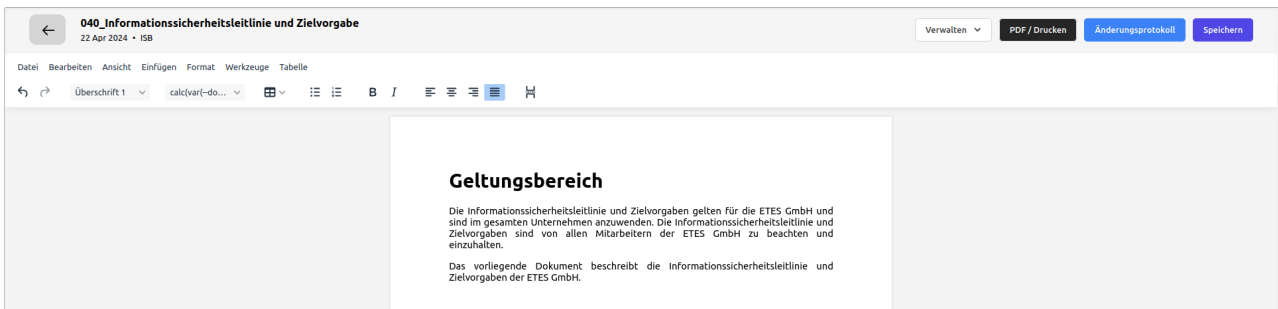 040_Informationssicherheitsleitlinie und Zielvorgabe
22 Apr 2024 • ISB
Verwalten
PDF / Drucken
Änderungsprotokoll
Speichern
Datei Bearbeiten Ansicht Einfügen Format Werkzeuge Tabelle
Überschrift 1
calc(var(--do...
B I
Geltungsbereich
Die Informationssicherheitsleitlinie und Zielvorgaben gelten für die ETES GmbH und
sind im gesamten Unternehmen anzuwenden. Die Informationssicherheitsleitlinie und
Zielvorgaben sind von allen Mitarbeitern der ETES GmbH zu beachten und
einzuhalten.
Das vorliegende Dokument beschreibt die Informationssicherheitsleitlinie und
Zielvorgaben der ETES GmbH.